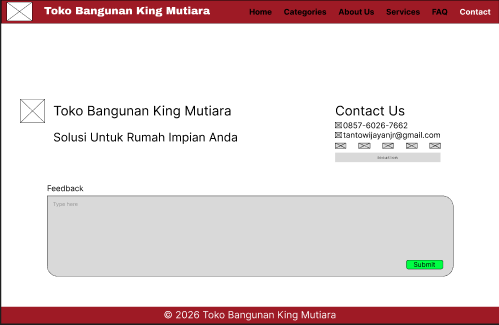 Toko Bangunan King Mutiara
Home Categories About Us Services FAQ Contact
Toko Bangunan King Mutiara
Solusi Untuk Rumah Impian Anda
Contact Us
0857-6026-7662
tantowijayanjr@gmail.com
Feedback
Type here
Submit
© 2026 Toko Bangunan King Mutiara